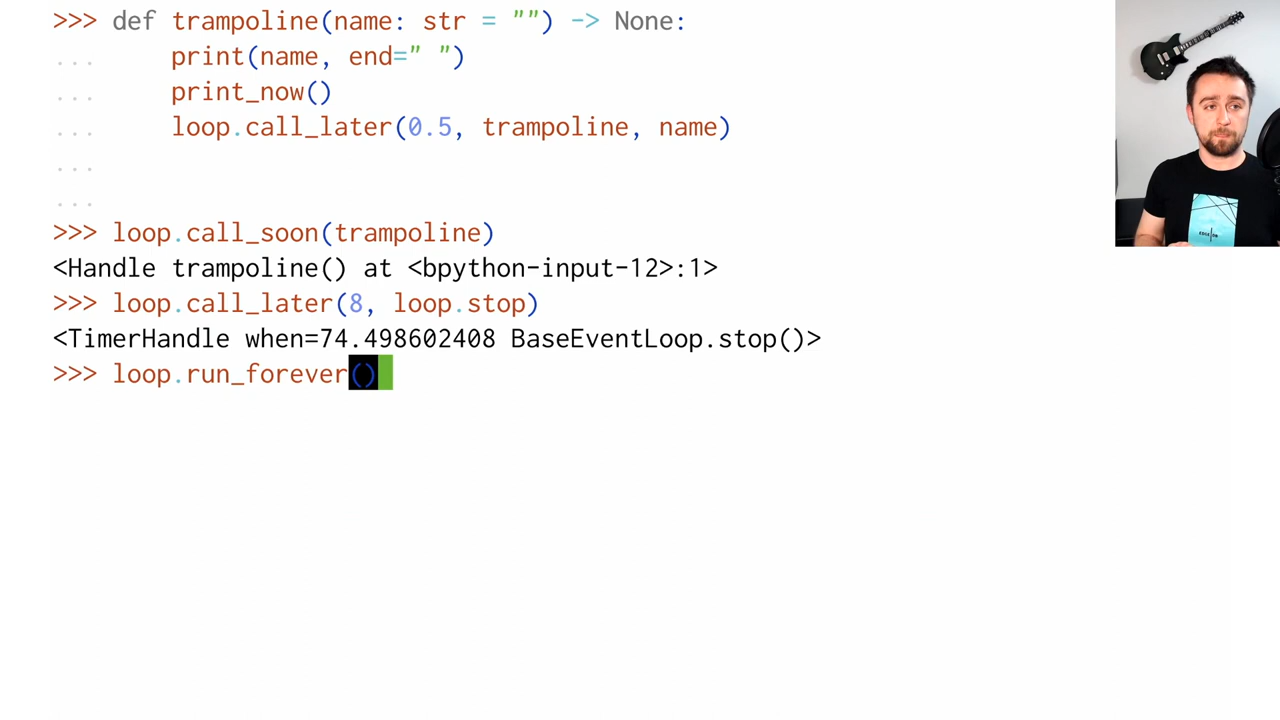 >>> def trampoline(name: str = "") -> None:
...     print(name, end=" ")
...     print_now()
...     loop.call_later(0.5, trampoline, name)
...
...
>>> loop.call_soon(trampoline)
<Handle trampoline() at <bpython-input-12>:1>
>>> loop.call_later(8, loop.stop)
<TimerHandle when=74.498602408 BaseEventLoop.stop()>
>>> loop.run_forever()